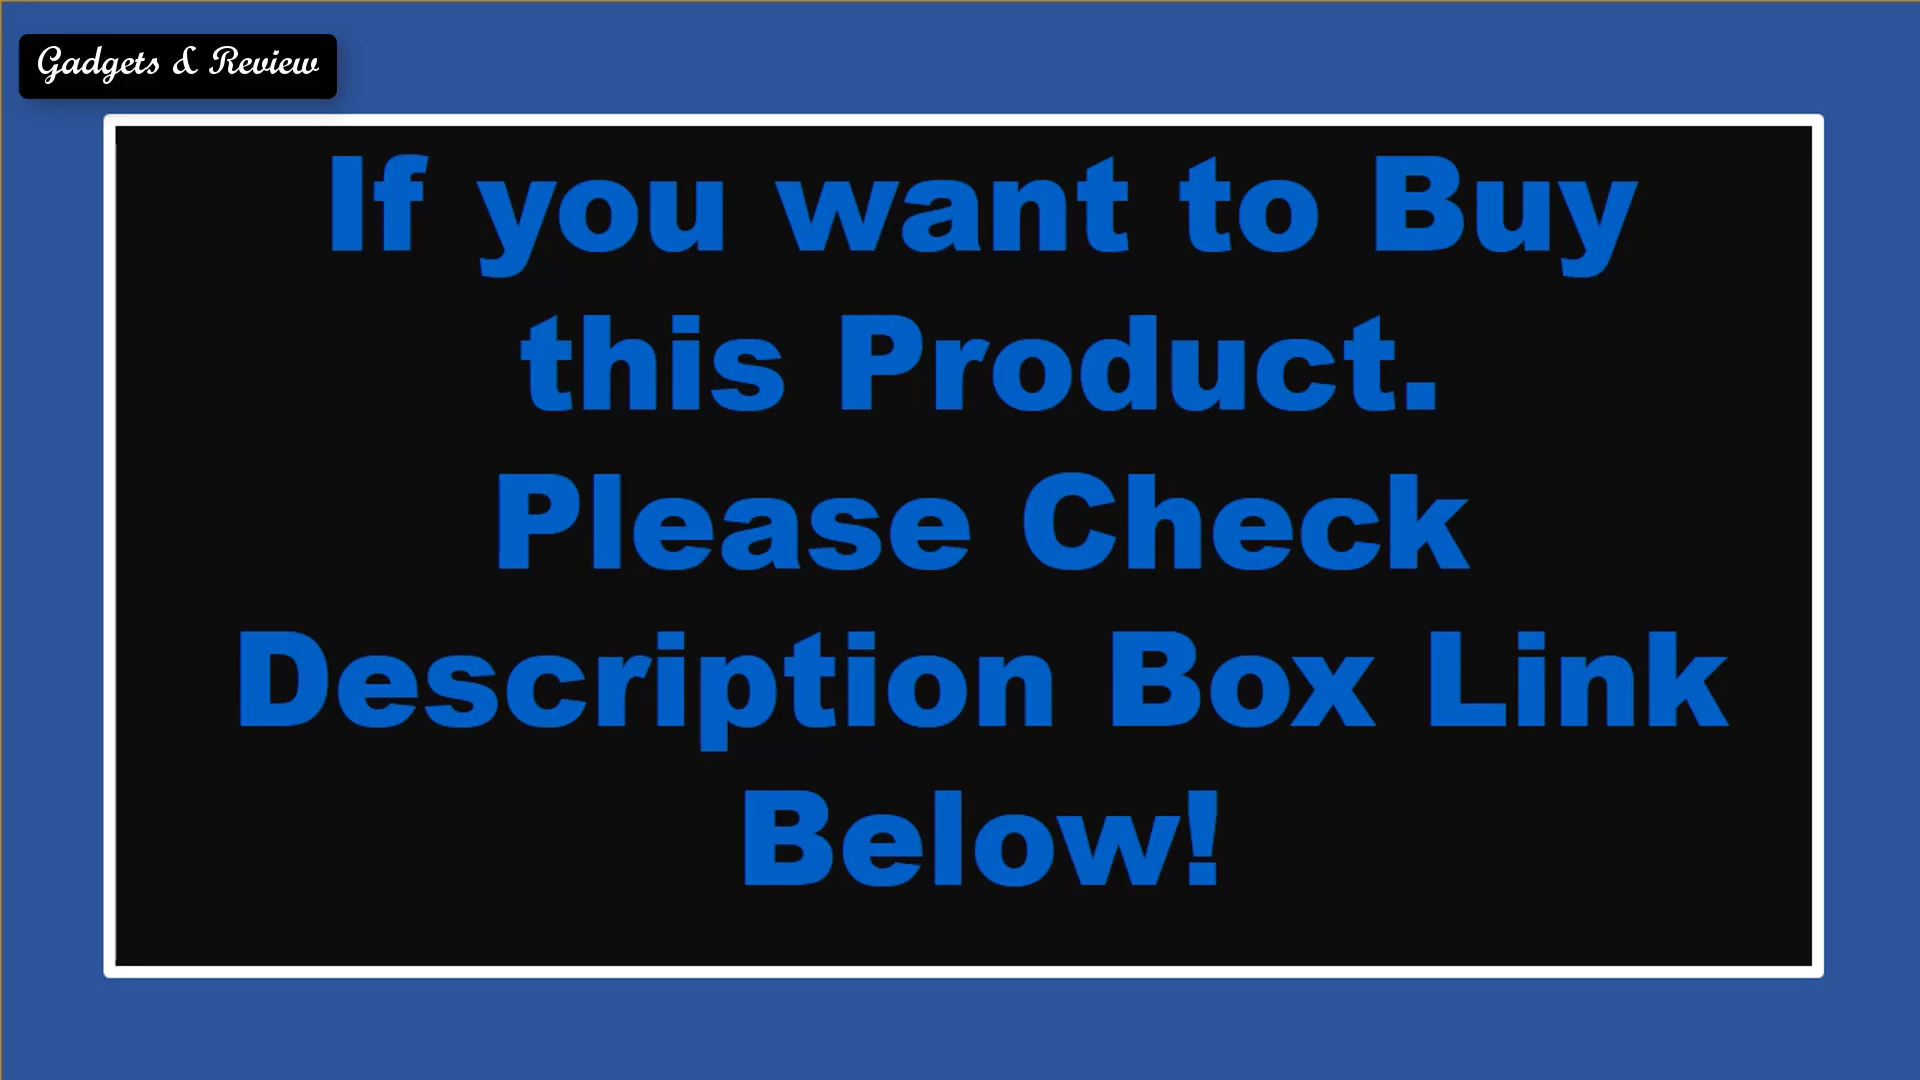 Gadgets & Review
If you want to Buy
this Product.
Please Check
Description Box Link
Below!